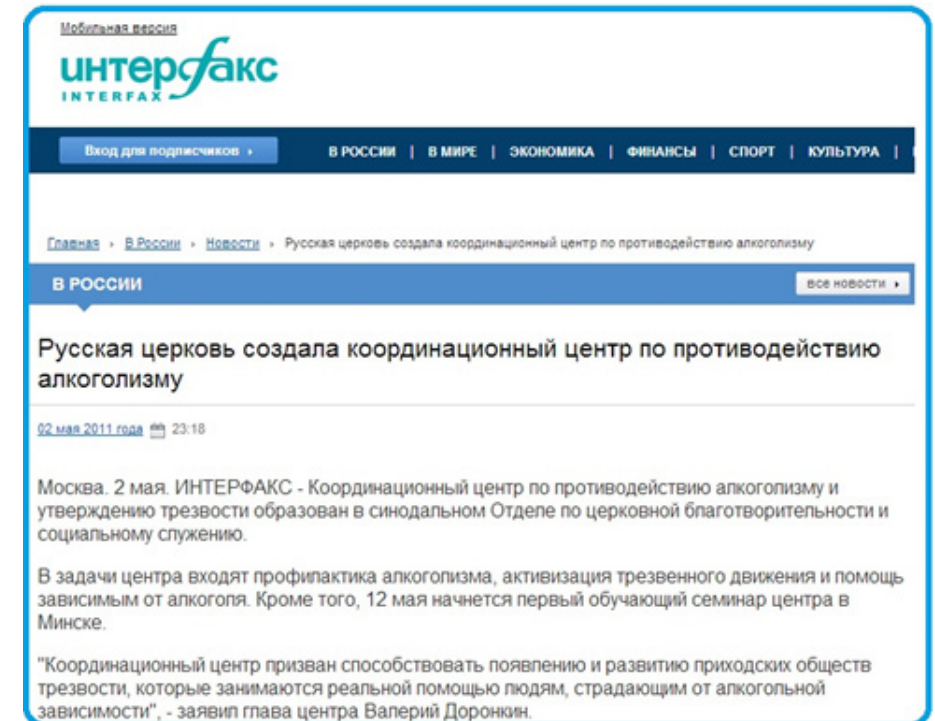 Мобильная версия
интерфакс
INTERFAX
Вход для подписчиков
В РОССИИ | В МИРЕ | ЭКОНОМИКА | ФИНАНСЫ | СПОРТ | КУЛЬТУРА |
Главная › В России › Новости › Русская церковь создала координационный центр по противодействию алкоголизму
В РОССИИ
все новости
Русская церковь создала координационный центр по противодействию
алкоголизму
02 мая 2011 года 23:18
Москва. 2 мая. ИНТЕРФАКС - Координационный центр по противодействию алкоголизму и
утверждению трезвости образован в синодальном Отделе по церковной благотворительности и
социальному служению.
В задачи центра входят профилактика алкоголизма, активизация трезвенного движения и помощь
зависимым от алкоголя. Кроме того, 12 мая начнется первый обучающий семинар центра в
Минске.
"Координационный центр призван способствовать появлению и развитию приходских обществ
трезвости, которые занимаются реальной помощью людям, страдающим от алкогольной
зависимости", - заявил глава центра Валерий Доронкин.